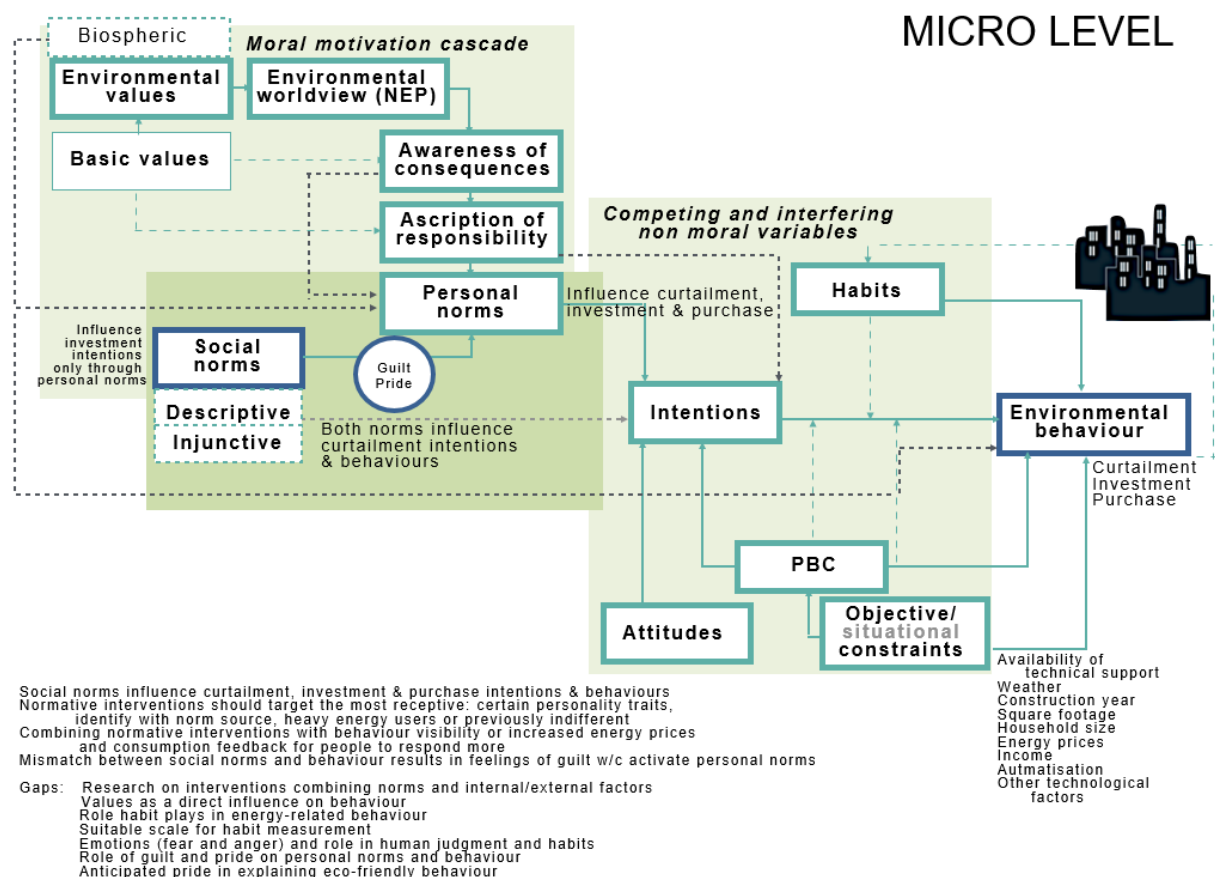 MICRO LEVEL
Biospheric
Moral motivation cascade
Environmental
values
Environmental
worldview (NEP)
Basic values
Awareness of
consequences
Ascription of
responsibility
Competing and interfering
non moral variables
Personal
norms
Influence curtailment,
investment & purchase
Habits
Influence
investment
intentions
only through
personal norms
Social
norms
Guilt
Pride
Descriptive
Injunctive
Both norms influence
curtailment intentions
& behaviours
Intentions
Environmental
behaviour
Curtailment
Investment
Purchase
PBC
Attitudes
Objective/
situational
constraints
Availability of
technical support
Weather
Construction year
Square footage
Household size
Energy prices
Income
Autmatisation
Other technological
factors
Social norms influence curtailment, investment & purchase intentions & behaviours
Normative interventions should target the most receptive: certain personality traits,
identify with norm source, heavy energy users or previously indifferent
Combining normative interventions with behaviour visibility or increased energy prices
and consumption feedback for people to respond more
Mismatch between social norms and behaviour results in feelings of guilt w/c activate personal norms
Gaps: Research on interventions combining norms and internal/external factors
Values as a direct influence on behaviour
Role habit plays in energy-related behaviour
Suitable scale for habit measurement
Emotions (fear and anger) and role in human judgment and habits
Role of guilt and pride on personal norms and behaviour
Anticipated pride in explaining eco-friendly behaviour